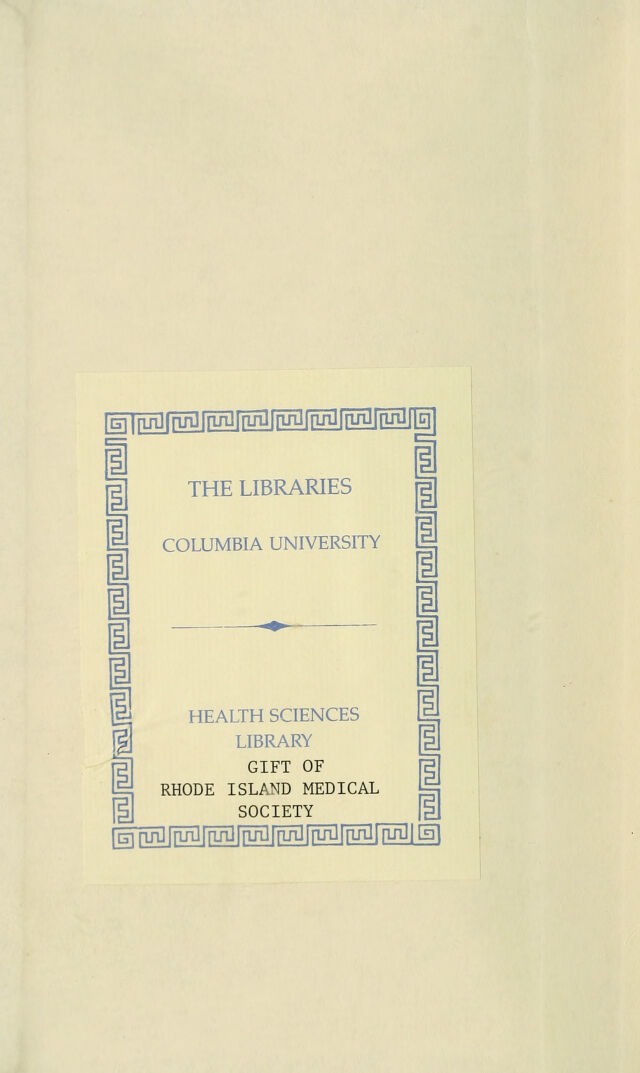 THE LIBRARIES
COLUMBIA UNIVERSITY
HEALTH SCIENCES
LIBRARY
GIFT OF
RHODE ISLAND MEDICAL
SOCIETY